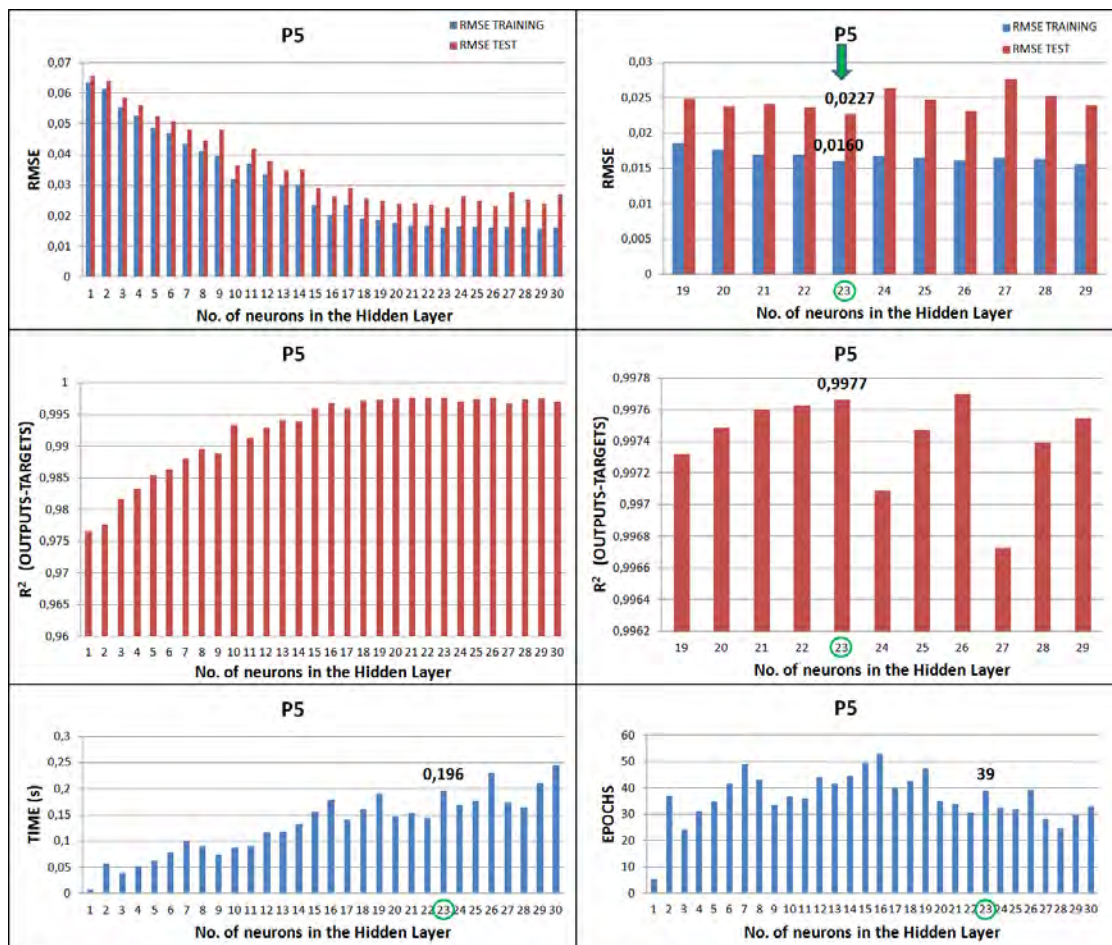 P5
RMSE TRAINING
RMSE TEST
0,07
0,06
0,05
0,04
0,03
0,02
0,01
0
RMSE
1 2 3 4 5 6 7 8 9 10 11 12 13 14 15 16 17 18 19 20 21 22 23 24 25 26 27 28 29 30
No. of neurons in the Hidden Layer
P5
RMSE TRAINING
RMSE TEST
0,03
0,025
0,02
0,015
0,01
0,005
0
RMSE
0,0227
0,0160
19 20 21 22 23 24 25 26 27 28 29
No. of neurons in the Hidden Layer
P5
1
0,995
0,99
0,985
0,98
0,975
0,97
0,965
0,96
R² (OUTPUTS-TARGETS)
1 2 3 4 5 6 7 8 9 10 11 12 13 14 15 16 17 18 19 20 21 22 23 24 25 26 27 28 29 30
No. of neurons in the Hidden Layer
P5
0,9978
0,9976
0,9974
0,9972
0,997
0,9968
0,9966
0,9964
0,9962
R² (OUTPUTS-TARGETS)
0,9977
19 20 21 22 23 24 25 26 27 28 29
No. of neurons in the Hidden Layer
P5
0,3
0,25
0,2
0,15
0,1
0,05
0
TIME (s)
0,196
1 2 3 4 5 6 7 8 9 10 11 12 13 14 15 16 17 18 19 20 21 22 23 24 25 26 27 28 29 30
No. of neurons in the Hidden Layer
P5
60
50
40
30
20
10
0
EPOCHS
39
1 2 3 4 5 6 7 8 9 10 11 12 13 14 15 16 17 18 19 20 21 22 23 24 25 26 27 28 29 30
No. of neurons in the Hidden Layer